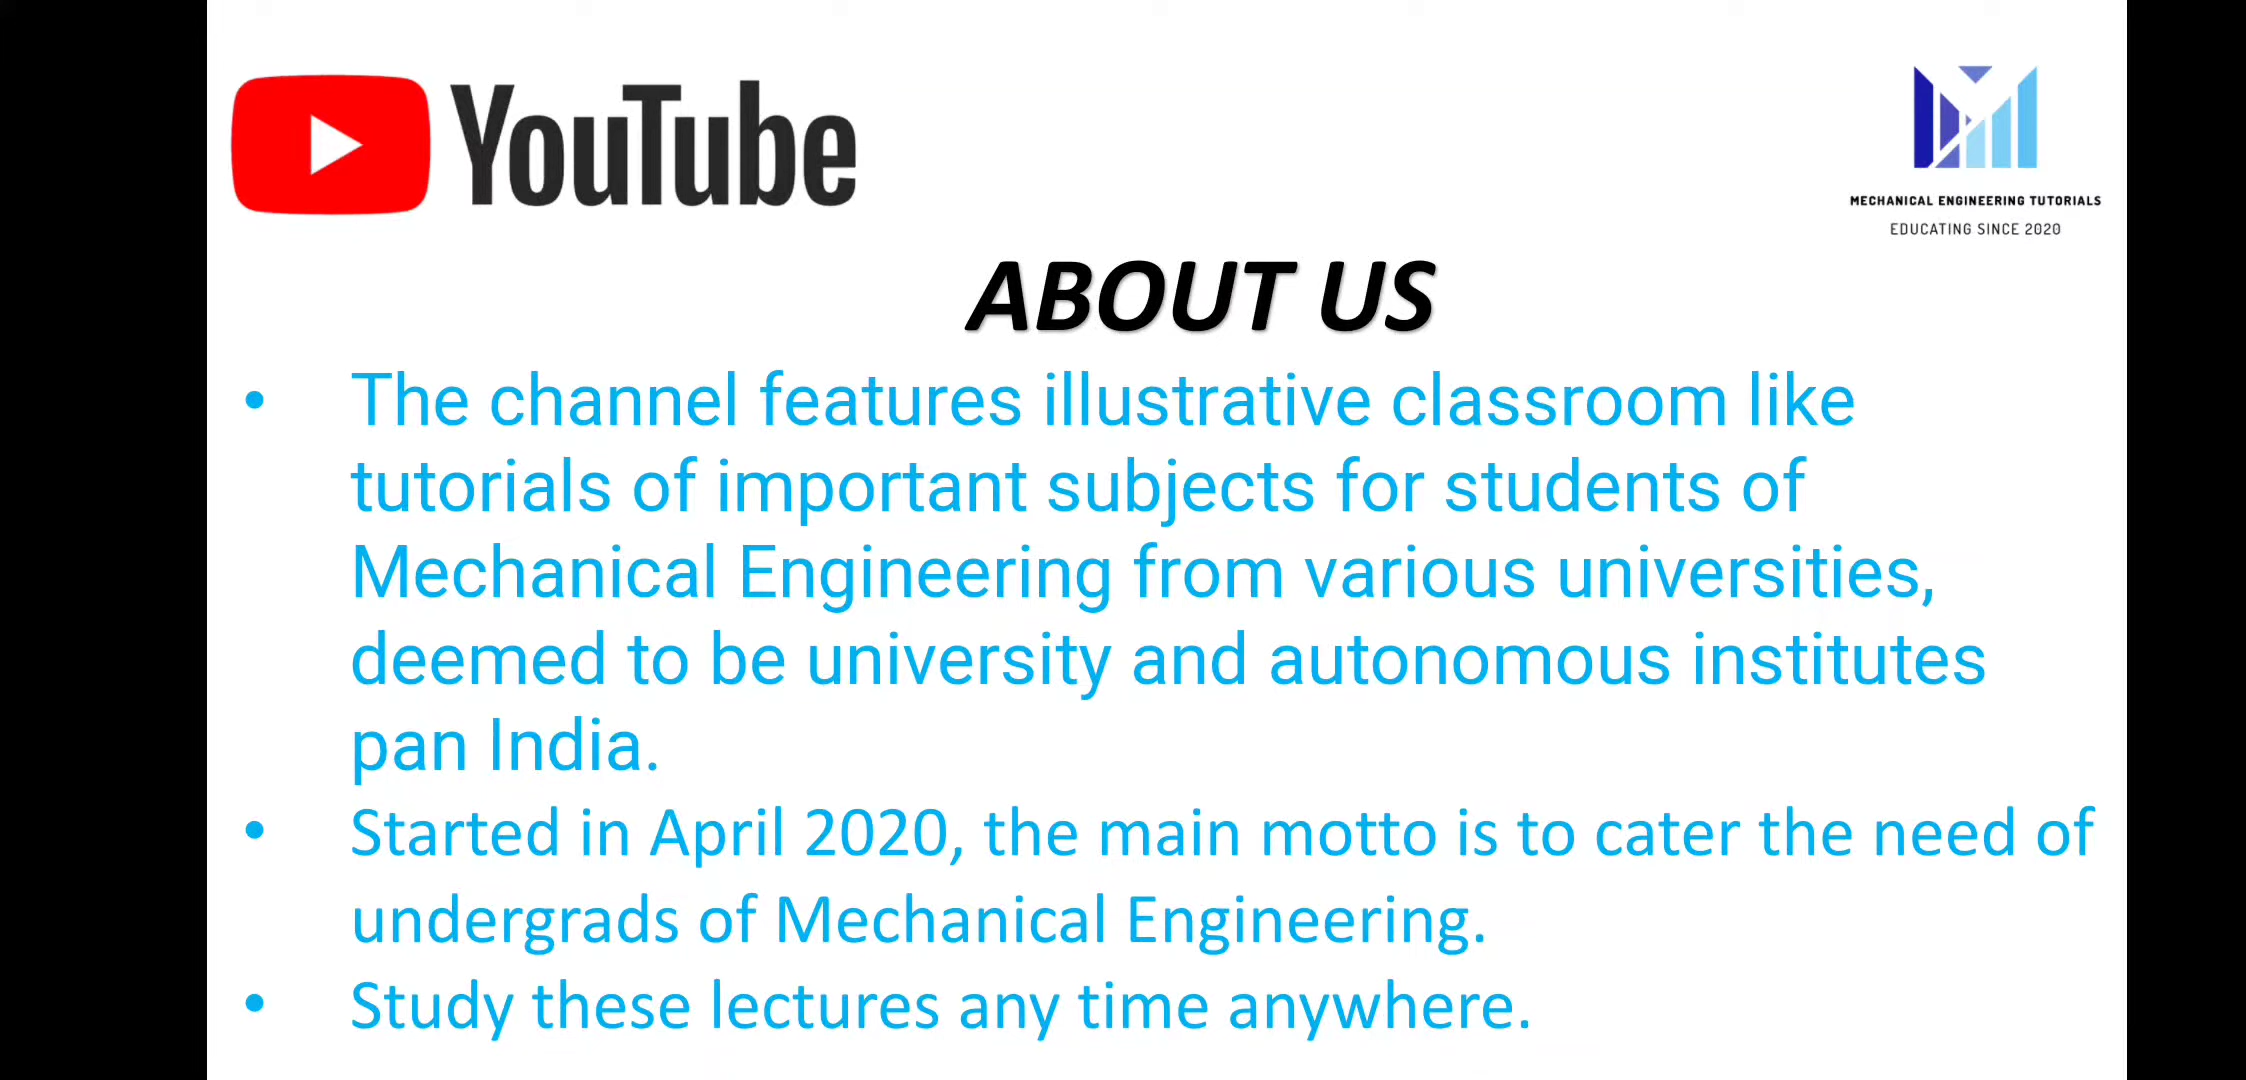 YouTube
MECHANICAL ENGINEERING TUTORIALS
EDUCATING SINCE 2020
ABOUT US
• The channel features illustrative classroom like
tutorials of important subjects for students of
Mechanical Engineering from various universities,
deemed to be university and autonomous institutes
pan India.
• Started in April 2020, the main motto is to cater the need of
undergrads of Mechanical Engineering.
• Study these lectures any time anywhere.